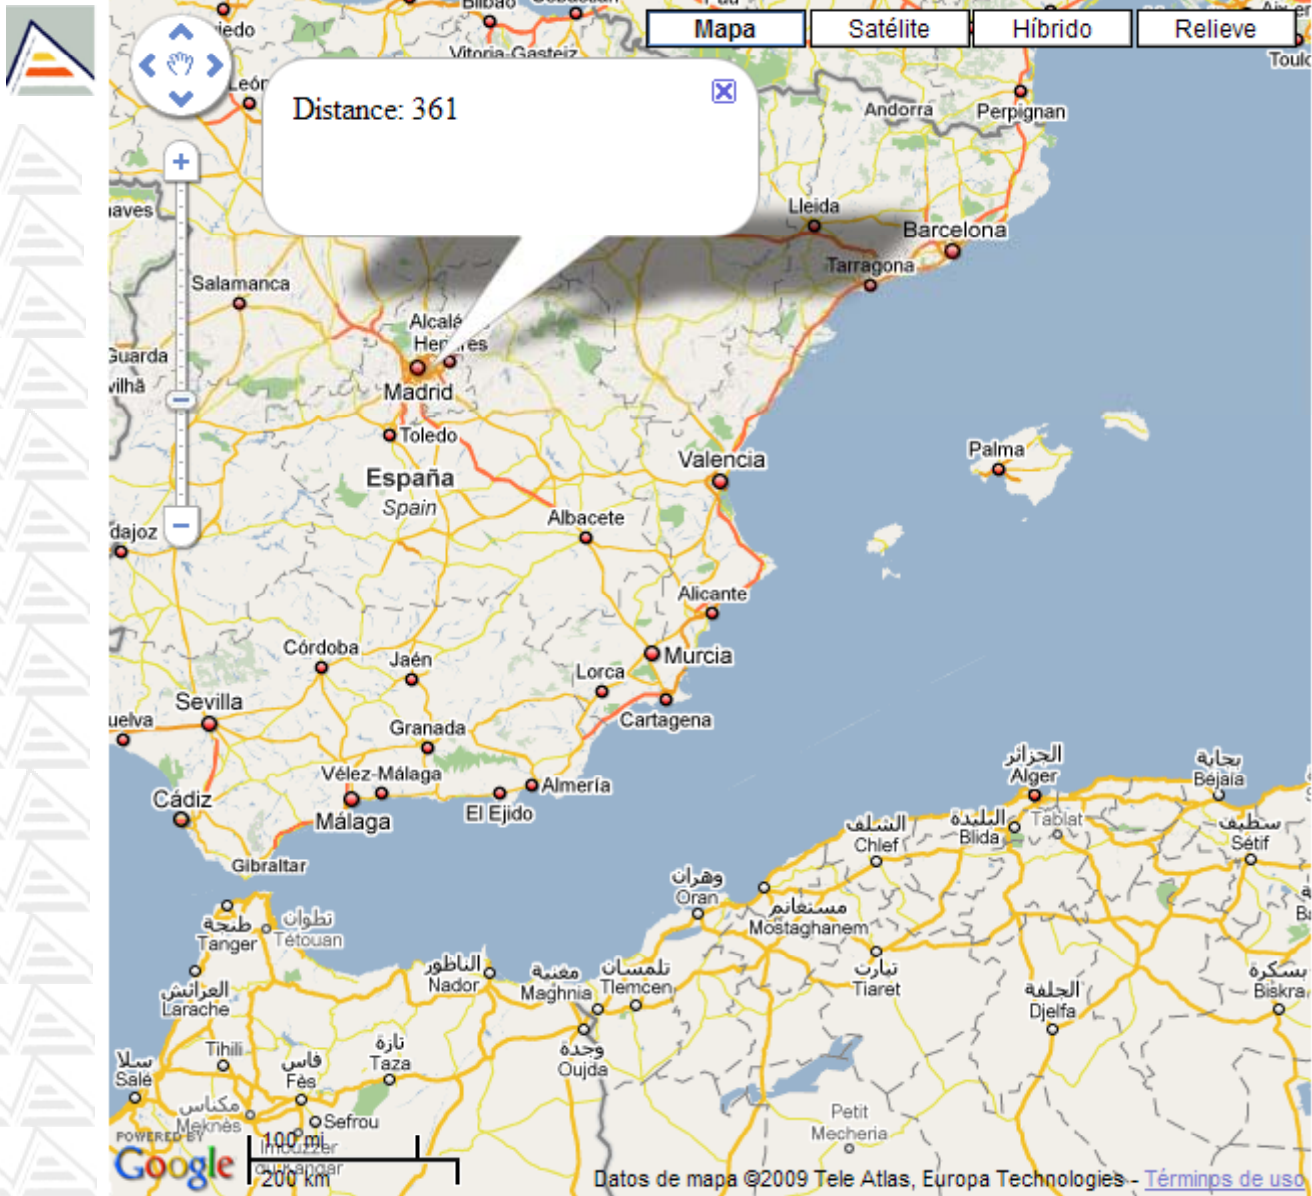 Bilbao
Mapa
Satélite
Híbrido
Relieve
Vitoria-Gasteiz
Distance: 361
Andorra
Perpignan
Lleida
Barcelona
Tarragona
Salamanca
Madrid
Toledo
Valencia
Palma
España
Spain
Albacete
Alicante
Córdoba
Jaén
Murcia
Lorca
Sevilla
Cartagena
Granada
Vélez-Málaga
Almería
Cádiz
Málaga
El Ejido
Gibraltar
الجزائر
Alger
بجاية
Bejaïa
البليدة
Blida
Tablat
الشلف
Chlef
سطيف
Sétif
وهران
Oran
مستغانم
Mostaghanem
طنجة
Tanger
تطوان
Tétouan
الناظور
Nador
مغنية
Maghnia
تلمسان
Tlemcen
تيارت
Tiaret
بسكرة
Biskra
العرائش
Larache
الجلفة
Djelfa
Tihili
فاس
Fès
تازة
Taza
وجدة
Oujda
سلا
Salé
مكناس
Meknès
Sefrou
Petit
Mecheria
POWERED BY
Google
100 mi
200 km
Datos de mapa ©2009 Tele Atlas, Europa Technologies - Términos de uso